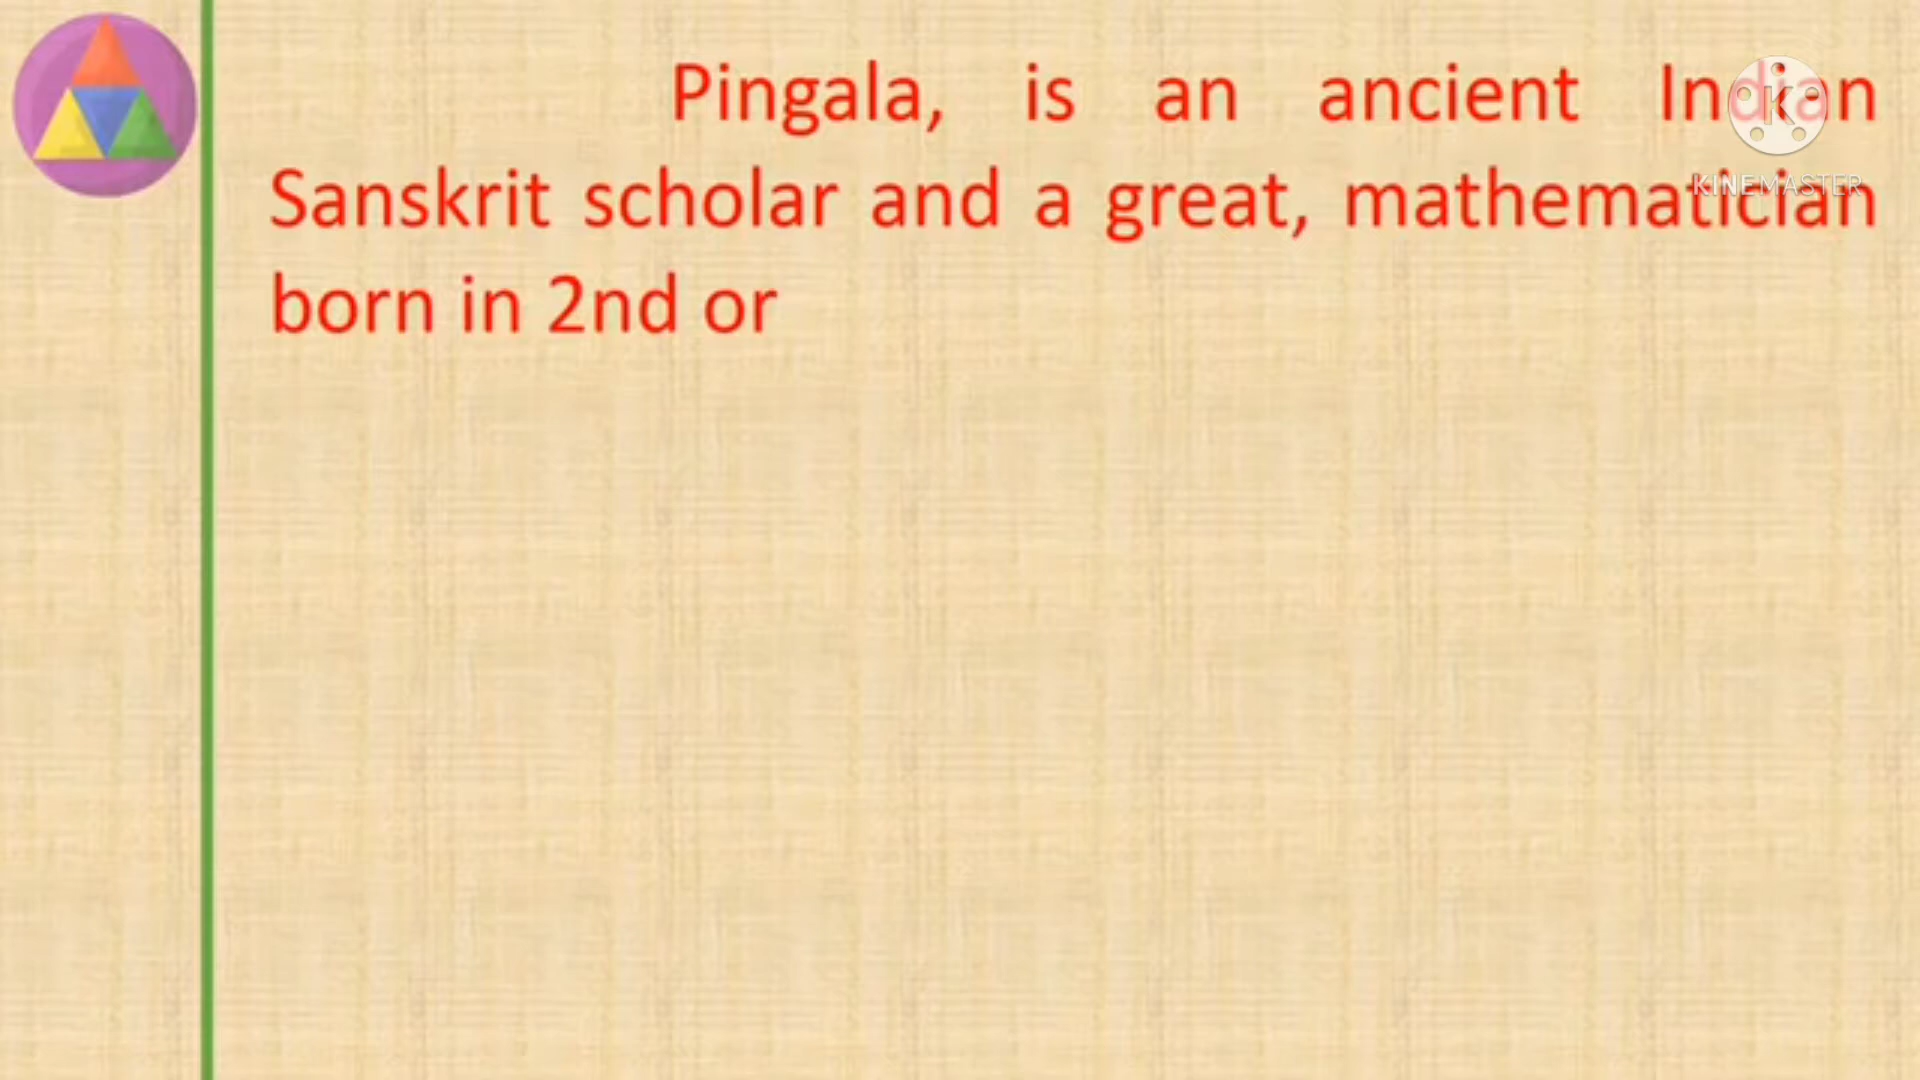 Pingala, is an ancient Indian
Sanskrit scholar and a great, mathematician
born in 2nd or
K
KINEMASTER